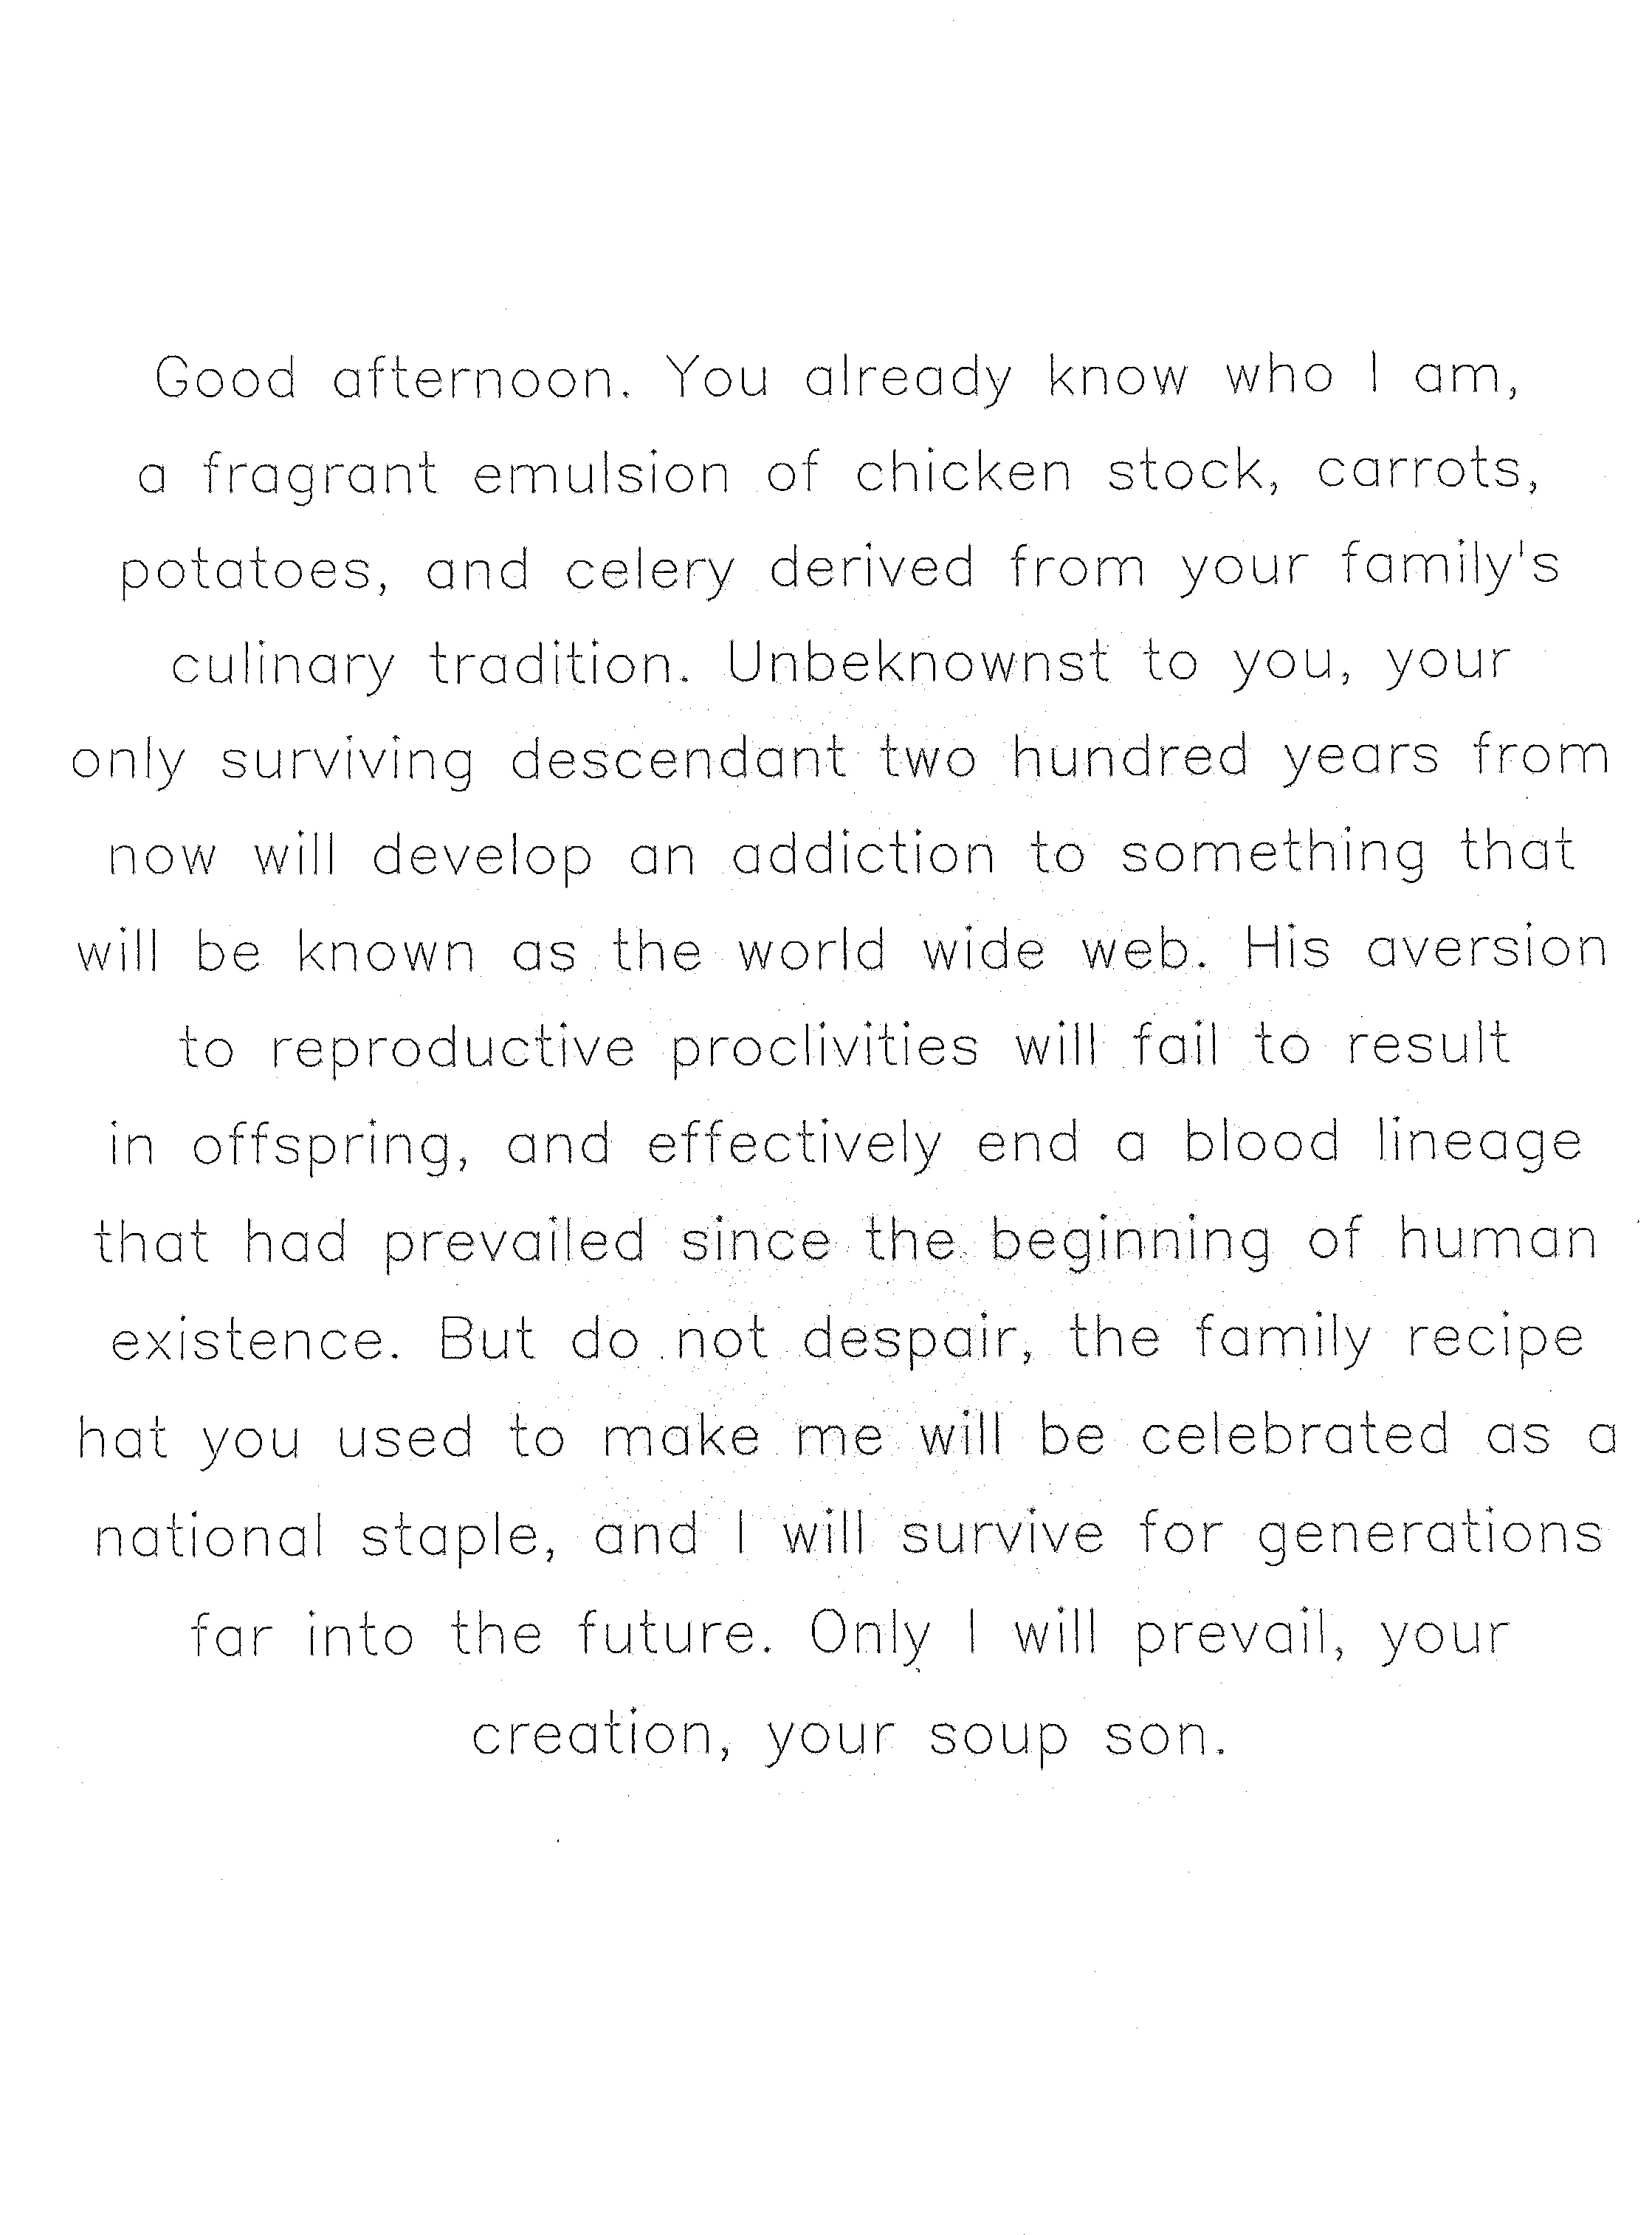 Good afternoon. You already know who I am,
a fragrant emulsion of chicken stock, carrots,
potatoes, and celery derived from your family's
culinary tradition. Unbeknownst to you, your
only surviving descendant two hundred years from
now will develop an addiction to something that
will be known as the world wide web. His aversion
to reproductive proclivities will fail to result
in offspring, and effectively end a blood lineage
that had prevailed since the beginning of human
existence. But do not despair, the family recipe
hat you used to make me will be celebrated as a
national staple, and I will survive for generations
far into the future. Only I will prevail, your
creation, your soup son.